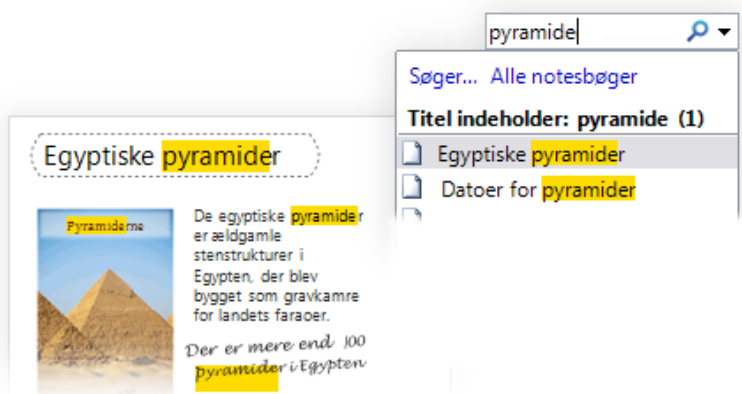 pyramide
Søger... Alle notesbøger
Titel indeholder: pyramide (1)
Egyptiske pyramider
Datoer for pyramider
Egyptiske pyramider
Pyramiderne
De egyptiske pyramider
er ældgamle
stenstrukturer i
Egypten, der blev
bygget som gravkamre
for landets faraoer.
Der er mere end 100
pyramider i Egypten